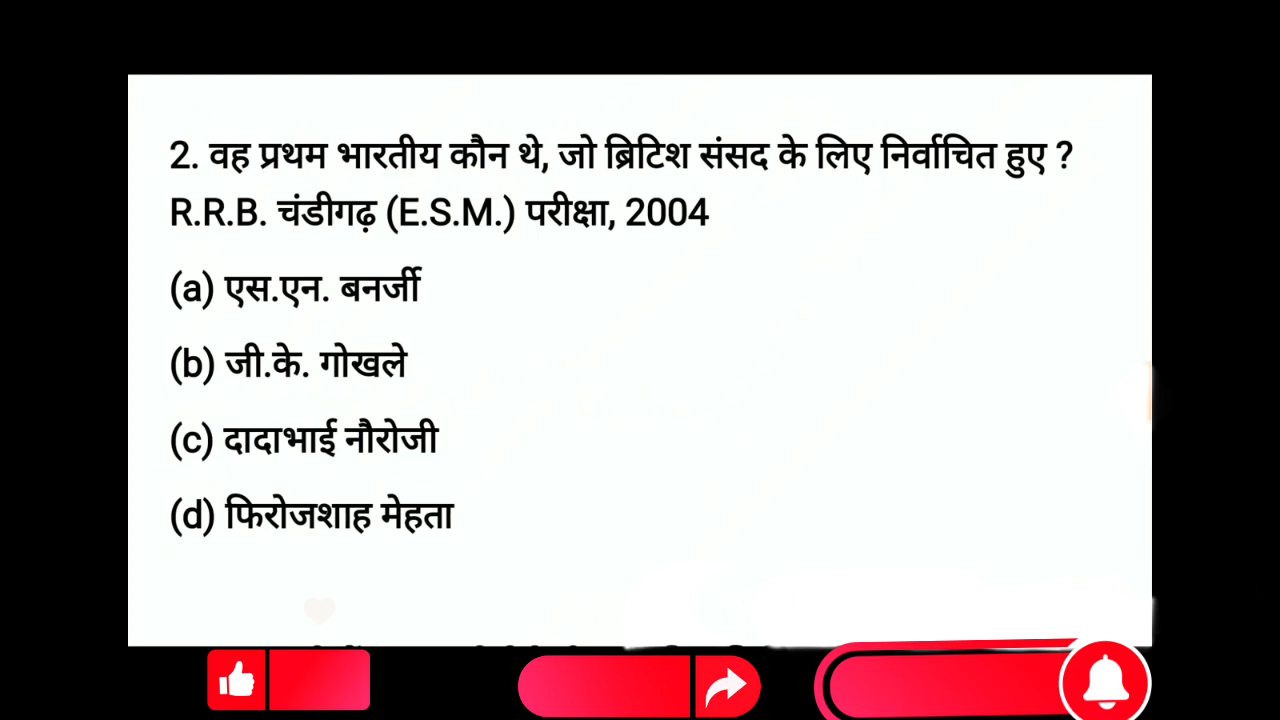 2. वह प्रथम भारतीय कौन थे, जो ब्रिटिश संसद के लिए निर्वाचित हुए ?
R.R.B. चंडीगढ़ (E.S.M.) परीक्षा, 2004
(a) एस.एन. बनर्जी
(b) जी.के. गोखले
(c) दादाभाई नौरोजी
(d) फिरोजशाह मेहता